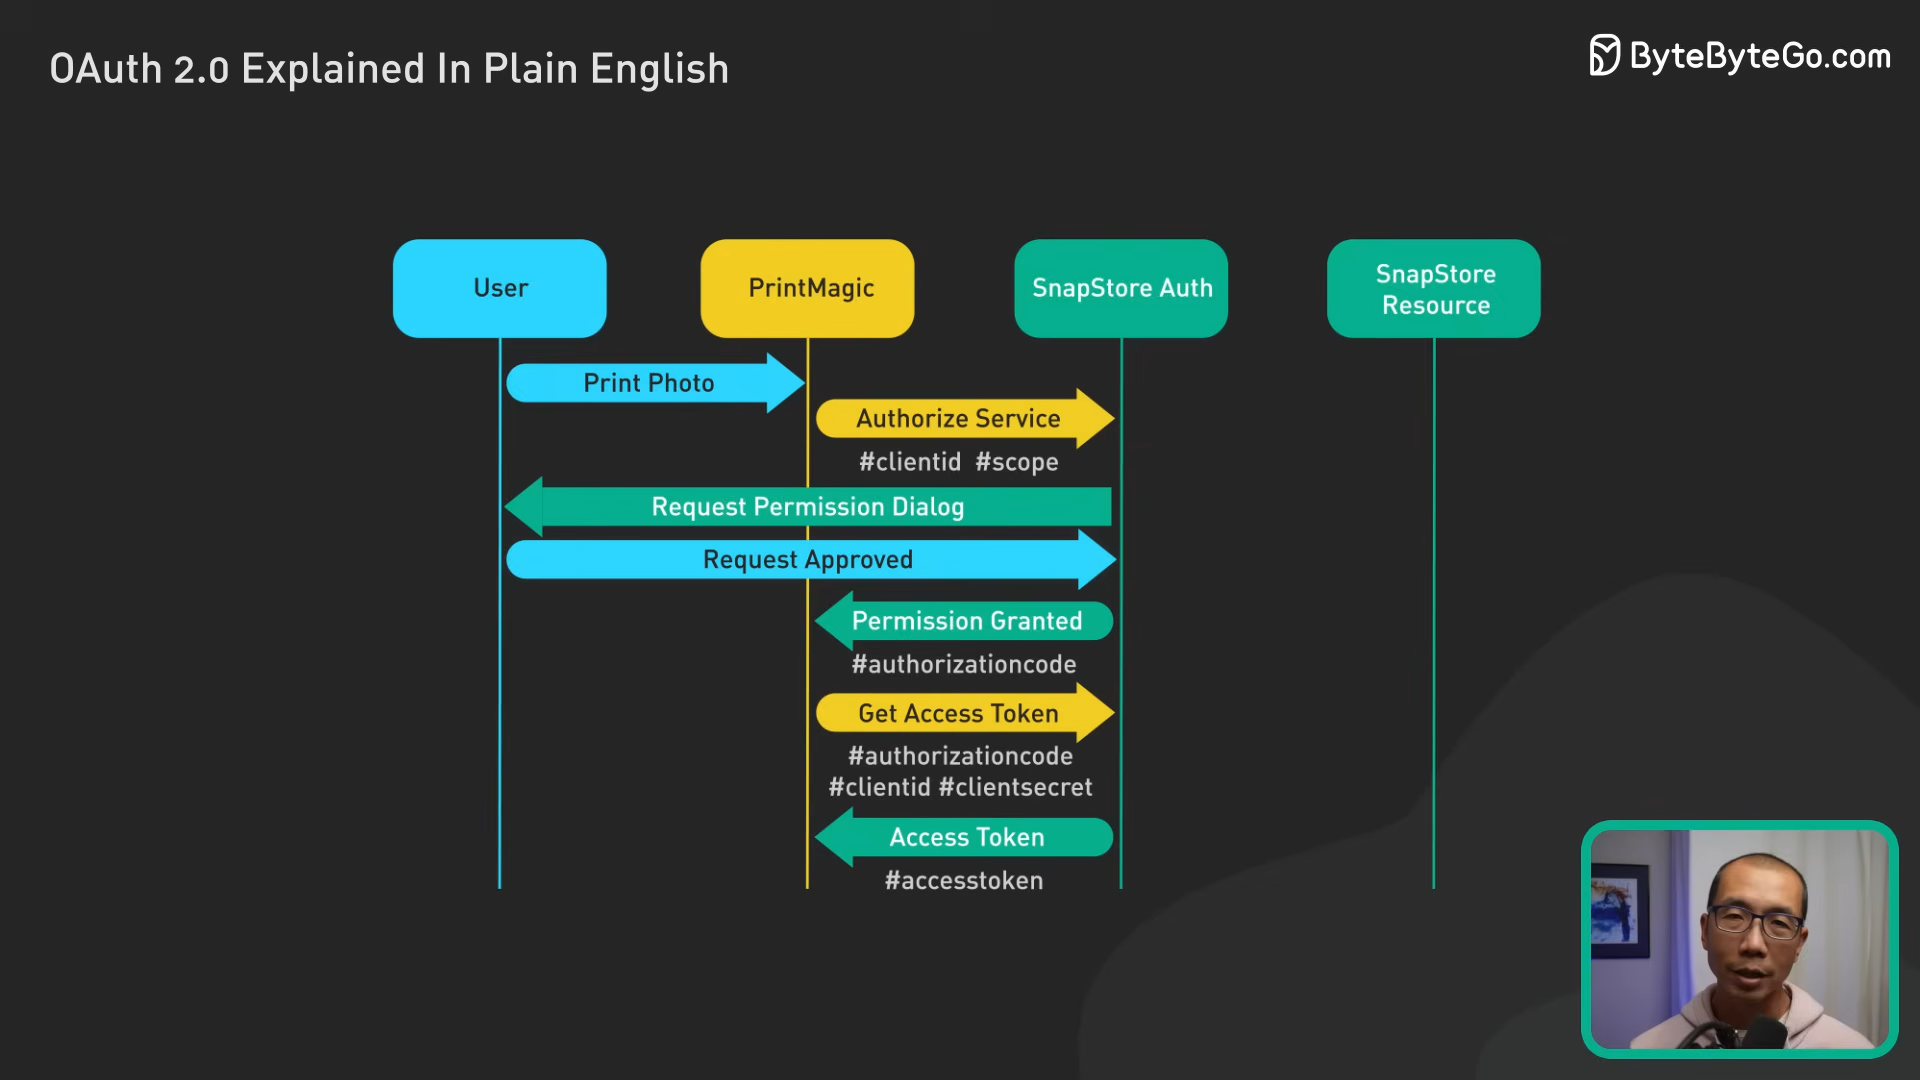 OAuth 2.0 Explained In Plain English
ByteByteGo.com
User
PrintMagic
SnapStore Auth
SnapStore
Resource
Print Photo
Authorize Service
#clientid #scope
Request Permission Dialog
Request Approved
Permission Granted
#authorizationcode
Get Access Token
#authorizationcode
#clientid #clientsecret
Access Token
#accesstoken